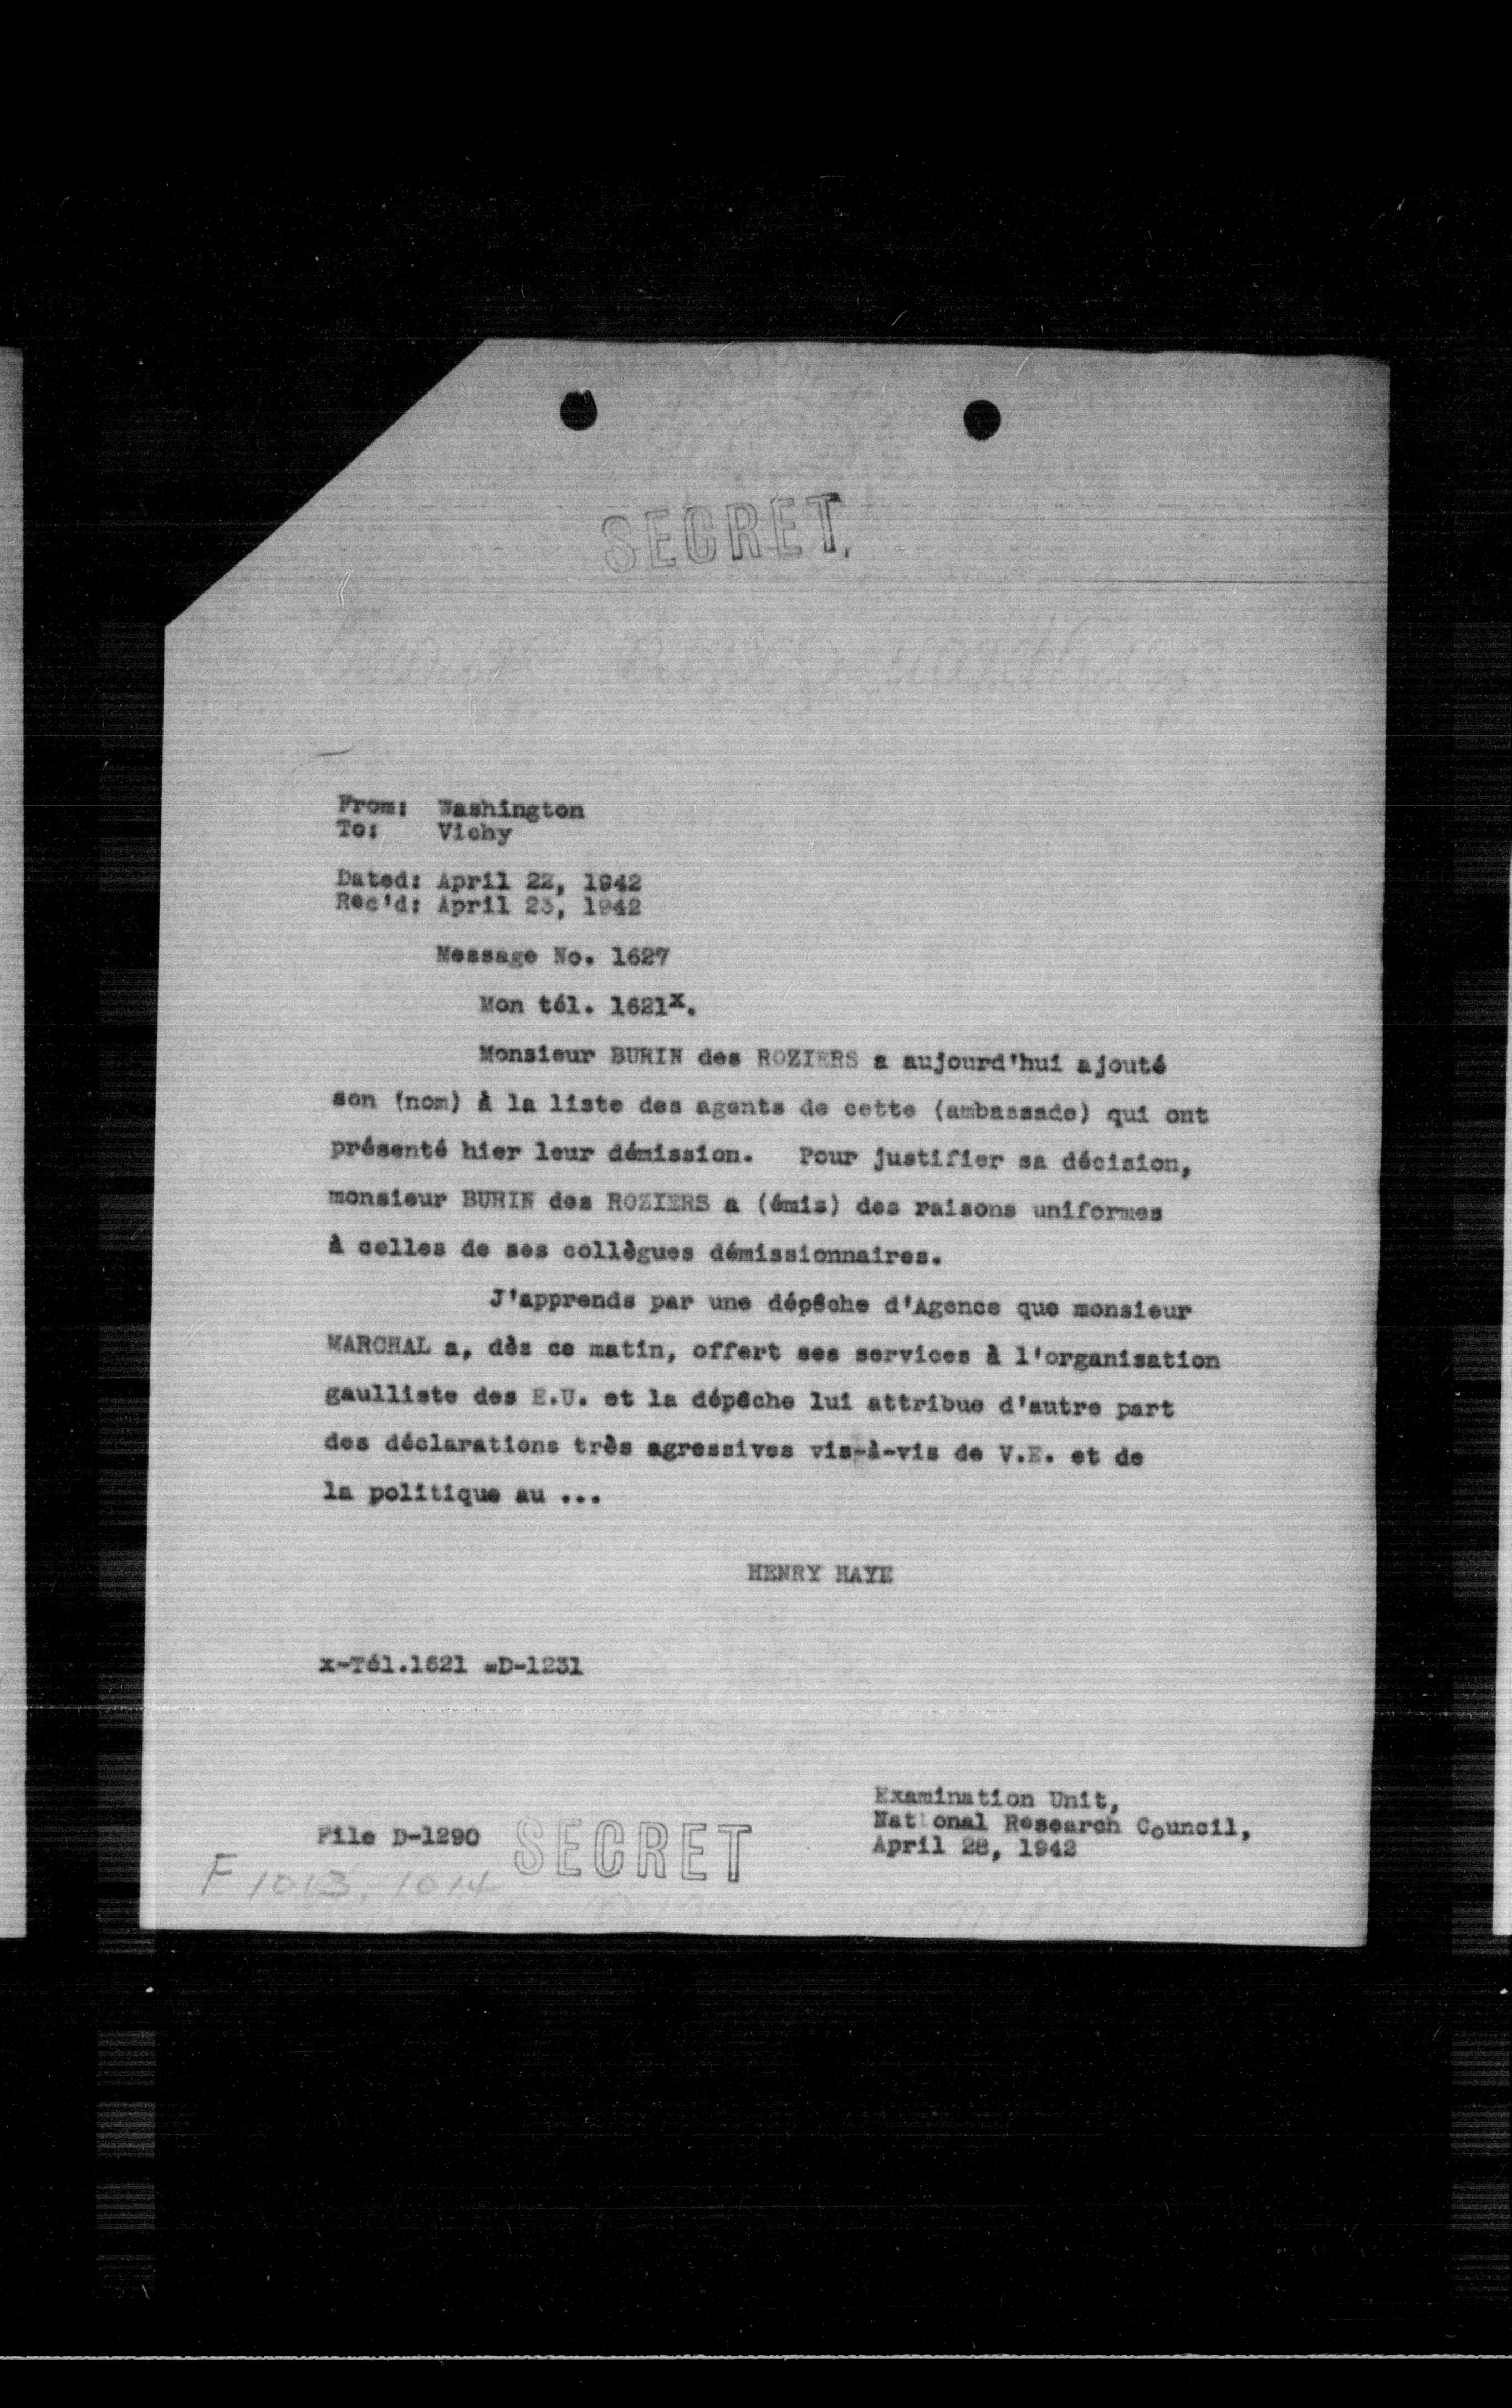 SECRET.
From: Washington
To: Vichy
Dated: April 22, 1942
Rec'd: April 23, 1942
Message No. 1627
Mon tél. 1621x.
Monsieur BURIN des ROZIERS a aujourd'hui ajouté
son (nom) à la liste des agents de cette (ambassade) qui ont
présenté hier leur démission. Pour justifier sa décision,
monsieur BURIN des ROZIERS a (émis) des raisons uniformes
à celles de ses collègues démissionnaires.
J'apprends par une dépêche d'Agence que monsieur
MARCHAL a, dès ce matin, offert ses services à l'organisation
gaulliste des E.U. et la dépêche lui attribue d'autre part
des déclarations très agressives vis-à-vis de V.E. et de
la politique au ...
HENRY HAYE
x-Tél.1621 =D-1231
Examination Unit,
National Research Council,
April 28, 1942
File D-1290
SECRET
F 1013, 1014